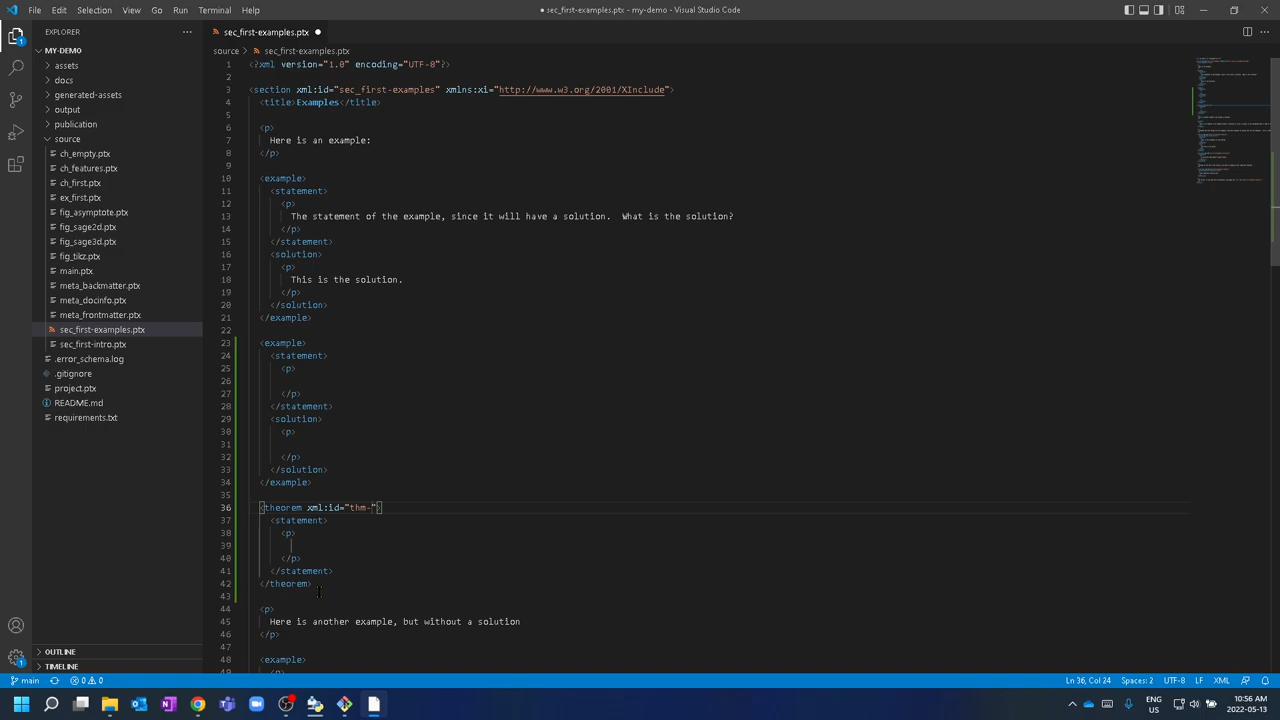 File Edit Selection View Go Run Terminal Help
● sec_first-examples.ptx - my-demo - Visual Studio Code
EXPLORER
sec_first-examples.ptx
MY-DEMO
source > sec_first-examples.ptx
assets
docs
generated-assets
output
publication
source
ch_empty.ptx
ch_features.ptx
ch_first.ptx
ex_first.ptx
fig_asymptote.ptx
fig_sage2d.ptx
fig_sage3d.ptx
fig_tikz.ptx
main.ptx
meta_backmatter.ptx
meta_docinfo.ptx
meta_frontmatter.ptx
sec_first-examples.ptx
sec_first-intro.ptx
.error_schema.log
.gitignore
project.ptx
README.md
requirements.txt
OUTLINE
TIMELINE
1 <?xml version="1.0" encoding="UTF-8"?>
2
3 <section xml:id="sec_first-examples" xmlns:xi="http://www.w3.org/2001/XInclude">
4 <title>Examples</title>
5
6 <p>
7 Here is an example:
8 </p>
9
10 <example>
11 <statement>
12 <p>
13 The statement of the example, since it will have a solution. What is the solution?
14 </p>
15 </statement>
16 <solution>
17 <p>
18 This is the solution.
19 </p>
20 </solution>
21 </example>
22
23 <example>
24 <statement>
25 <p>
26
27 </p>
28 </statement>
29 <solution>
30 <p>
31
32 </p>
33 </solution>
34 </example>
35
36 <theorem xml:id="thm-">
37 <statement>
38 <p>
39
40 </p>
41 </statement>
42 </theorem>
43
44 <p>
45 Here is another example, but without a solution
46 </p>
47
48 <example>
49 <p>
main 0 0
Ln 36, Col 24 Spaces: 2 UTF-8 LF XML
ENG
US
10:56 AM
2022-05-13